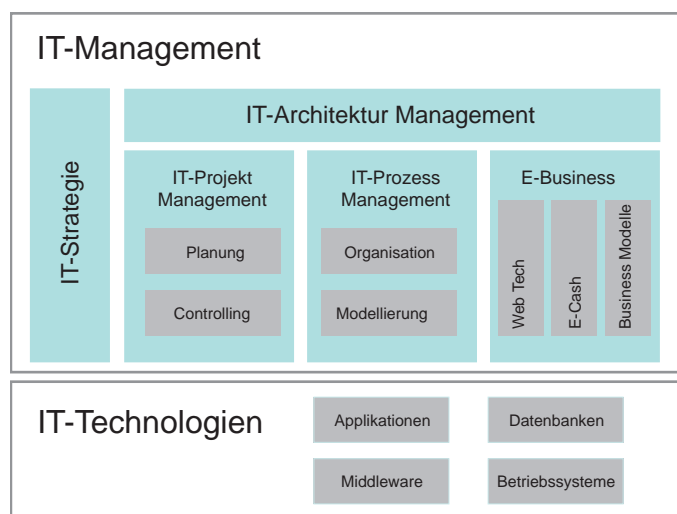 IT-Management
IT-Strategie
IT-Architektur Management
IT-Projekt
Management
Planung
Controlling
IT-Prozess
Management
Organisation
Modellierung
E-Business
Web Tech
E-Cash
Business Modelle
IT-Technologien
Applikationen
Datenbanken
Middleware
Betriebssysteme